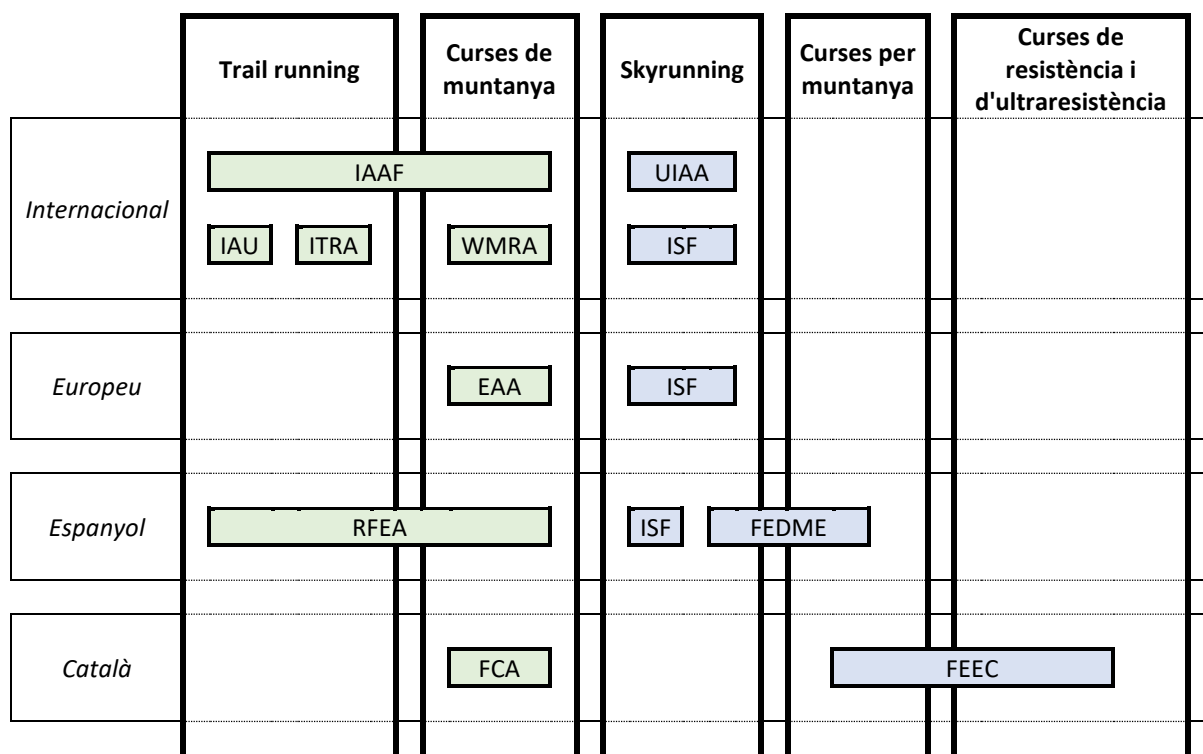 Trail running
Curses de
muntanya
Skyrunning
Curses per
muntanya
Curses de
resistència i
d'ultraresistència
Internacional
IAAF
UIAA
IAU
ITRA
WMRA
ISF
Europeu
EAA
ISF
Espanyol
RFEA
ISF
FEDME
Català
FCA
FEEC